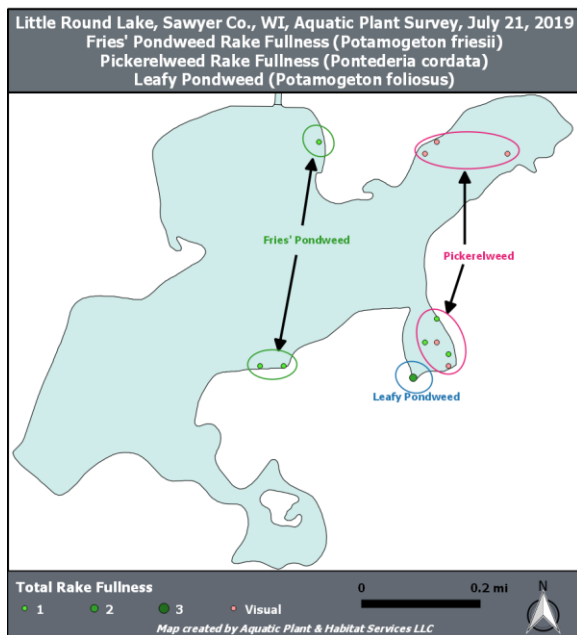 Little Round Lake, Sawyer Co., WI, Aquatic Plant Survey, July 21, 2019
Fries' Pondweed Rake Fullness (Potamogeton friesii)
Pickerelweed Rake Fullness (Pontederia cordata)
Leafy Pondweed (Potamogeton foliosus)
Fries' Pondweed
Pickerelweed
Leafy Pondweed
Total Rake Fullness
1 2 3 Visual
0 0.2 mi
N
Map created by Aquatic Plant & Habitat Services LLC